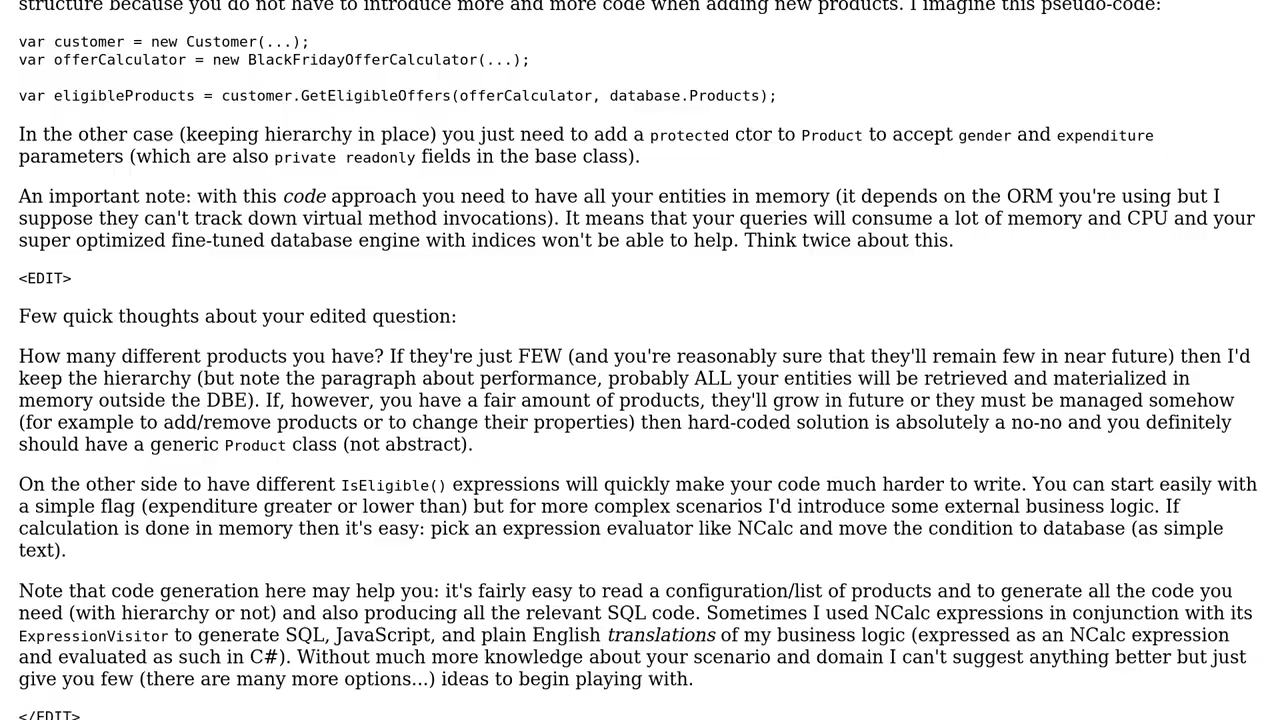 structure because you do not have to introduce more and more code when adding new products. I imagine this pseudo-code:
var customer = new Customer(...);
var offerCalculator = new BlackFridayOfferCalculator(...);
var eligibleProducts = customer.GetEligibleOffers(offerCalculator, database.Products);
In the other case (keeping hierarchy in place) you just need to add a protected ctor to Product to accept gender and expenditure
parameters (which are also private readonly fields in the base class).
An important note: with this code approach you need to have all your entities in memory (it depends on the ORM you're using but I
suppose they can't track down virtual method invocations). It means that your queries will consume a lot of memory and CPU and your
super optimized fine-tuned database engine with indices won't be able to help. Think twice about this.
<EDIT>
Few quick thoughts about your edited question:
How many different products you have? If they're just FEW (and you're reasonably sure that they'll remain few in near future) then I'd
keep the hierarchy (but note the paragraph about performance, probably ALL your entities will be retrieved and materialized in
memory outside the DBE). If, however, you have a fair amount of products, they'll grow in future or they must be managed somehow
(for example to add/remove products or to change their properties) then hard-coded solution is absolutely a no-no and you definitely
should have a generic Product class (not abstract).
On the other side to have different IsEligible() expressions will quickly make your code much harder to write. You can start easily with
a simple flag (expenditure greater or lower than) but for more complex scenarios I'd introduce some external business logic. If
calculation is done in memory then it's easy: pick an expression evaluator like NCalc and move the condition to database (as simple
text).
Note that code generation here may help you: it's fairly easy to read a configuration/list of products and to generate all the code you
need (with hierarchy or not) and also producing all the relevant SQL code. Sometimes I used NCalc expressions in conjunction with its
ExpressionVisitor to generate SQL, JavaScript, and plain English translations of my business logic (expressed as an NCalc expression
and evaluated as such in C#). Without much more knowledge about your scenario and domain I can't suggest anything better but just
give you few (there are many more options...) ideas to begin playing with.
</EDIT>